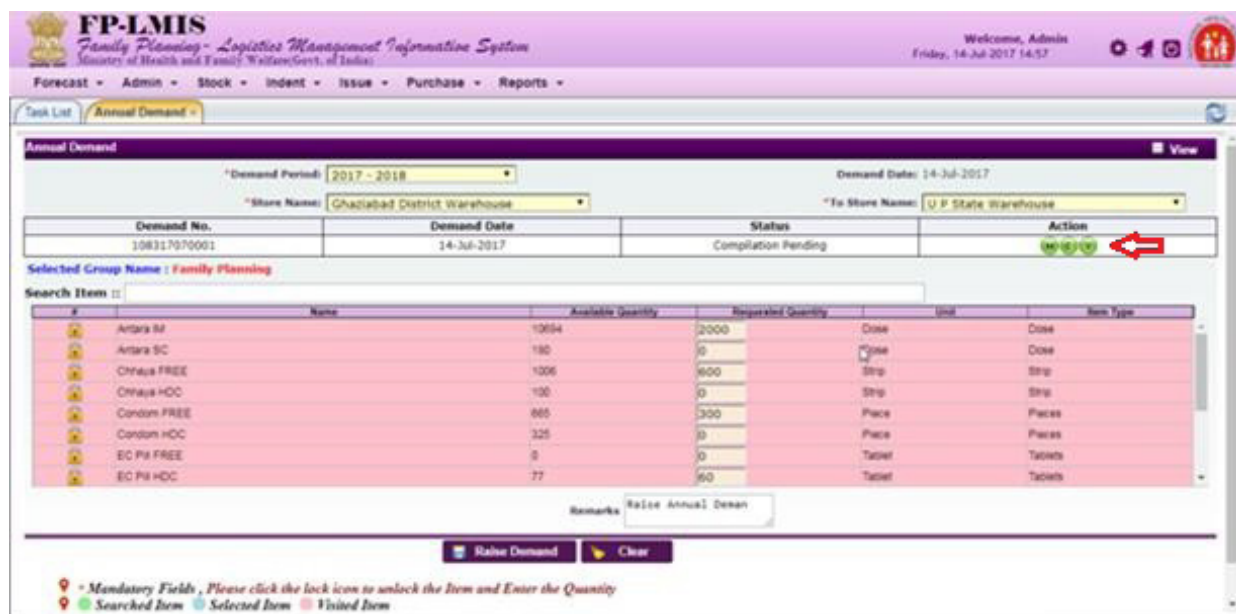 FP-LMIS
Family Planning - Logistics Management Information System
Ministry of Health and Family Welfare(Govt. of India)
Welcome, Admin
Friday, 14-Jul-2017 14:57
Forecast Admin Stock Indent Issue Purchase Reports
Task List Annual Demand ×
Annual Demand View
*Demand Period: 2017 - 2018 Demand Date: 14-Jul-2017
*Store Name: Ghaziabad District Warehouse *To Store Name: U P State Warehouse
Demand No. Demand Date Status Action
108317070001 14-Jul-2017 Compilation Pending
Selected Group Name : Family Planning
Search Item ::
# Name Available Quantity Requested Quantity Unit Item Type
Antara IM 10694 2000 Dose Dose
Antara SC 0 Dose Dose
Chhaya FREE 1006 600 Strip Strip
Chhaya HDC 100 0 Strip Strip
Condom FREE 665 300 Piece Pieces
Condom HDC 325 0 Piece Pieces
EC Pill FREE 0 0 Tablet Tablets
EC Pill HDC 77 60 Tablet Tablets
Remarks Raise Annual Deman
Raise Demand Clear
* Mandatory Fields , Please click the lock icon to unlock the Item and Enter the Quantity
Searched Item Selected Item Visited Item